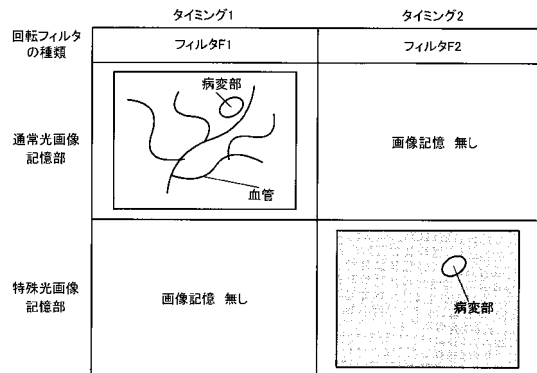 タイミング1
タイミング2
回転フィルタ
の種類
フィルタF1
フィルタF2
通常光画像
記憶部
病変部
血管
画像記憶 無し
特殊光画像
記憶部
画像記憶 無し
病変部